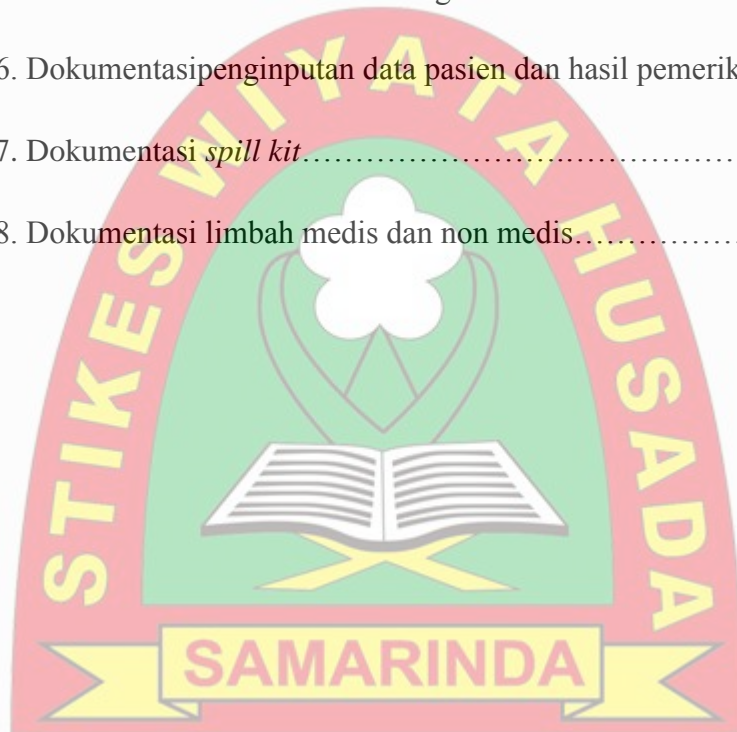 6. Dokumentasipenginputan data pasien dan hasil pemerik
7. Dokumentasi spill kit……………………..………………
8. Dokumentasi limbah medis dan non medis………………
STIKES WIYATA HUSADA
SAMARINDA